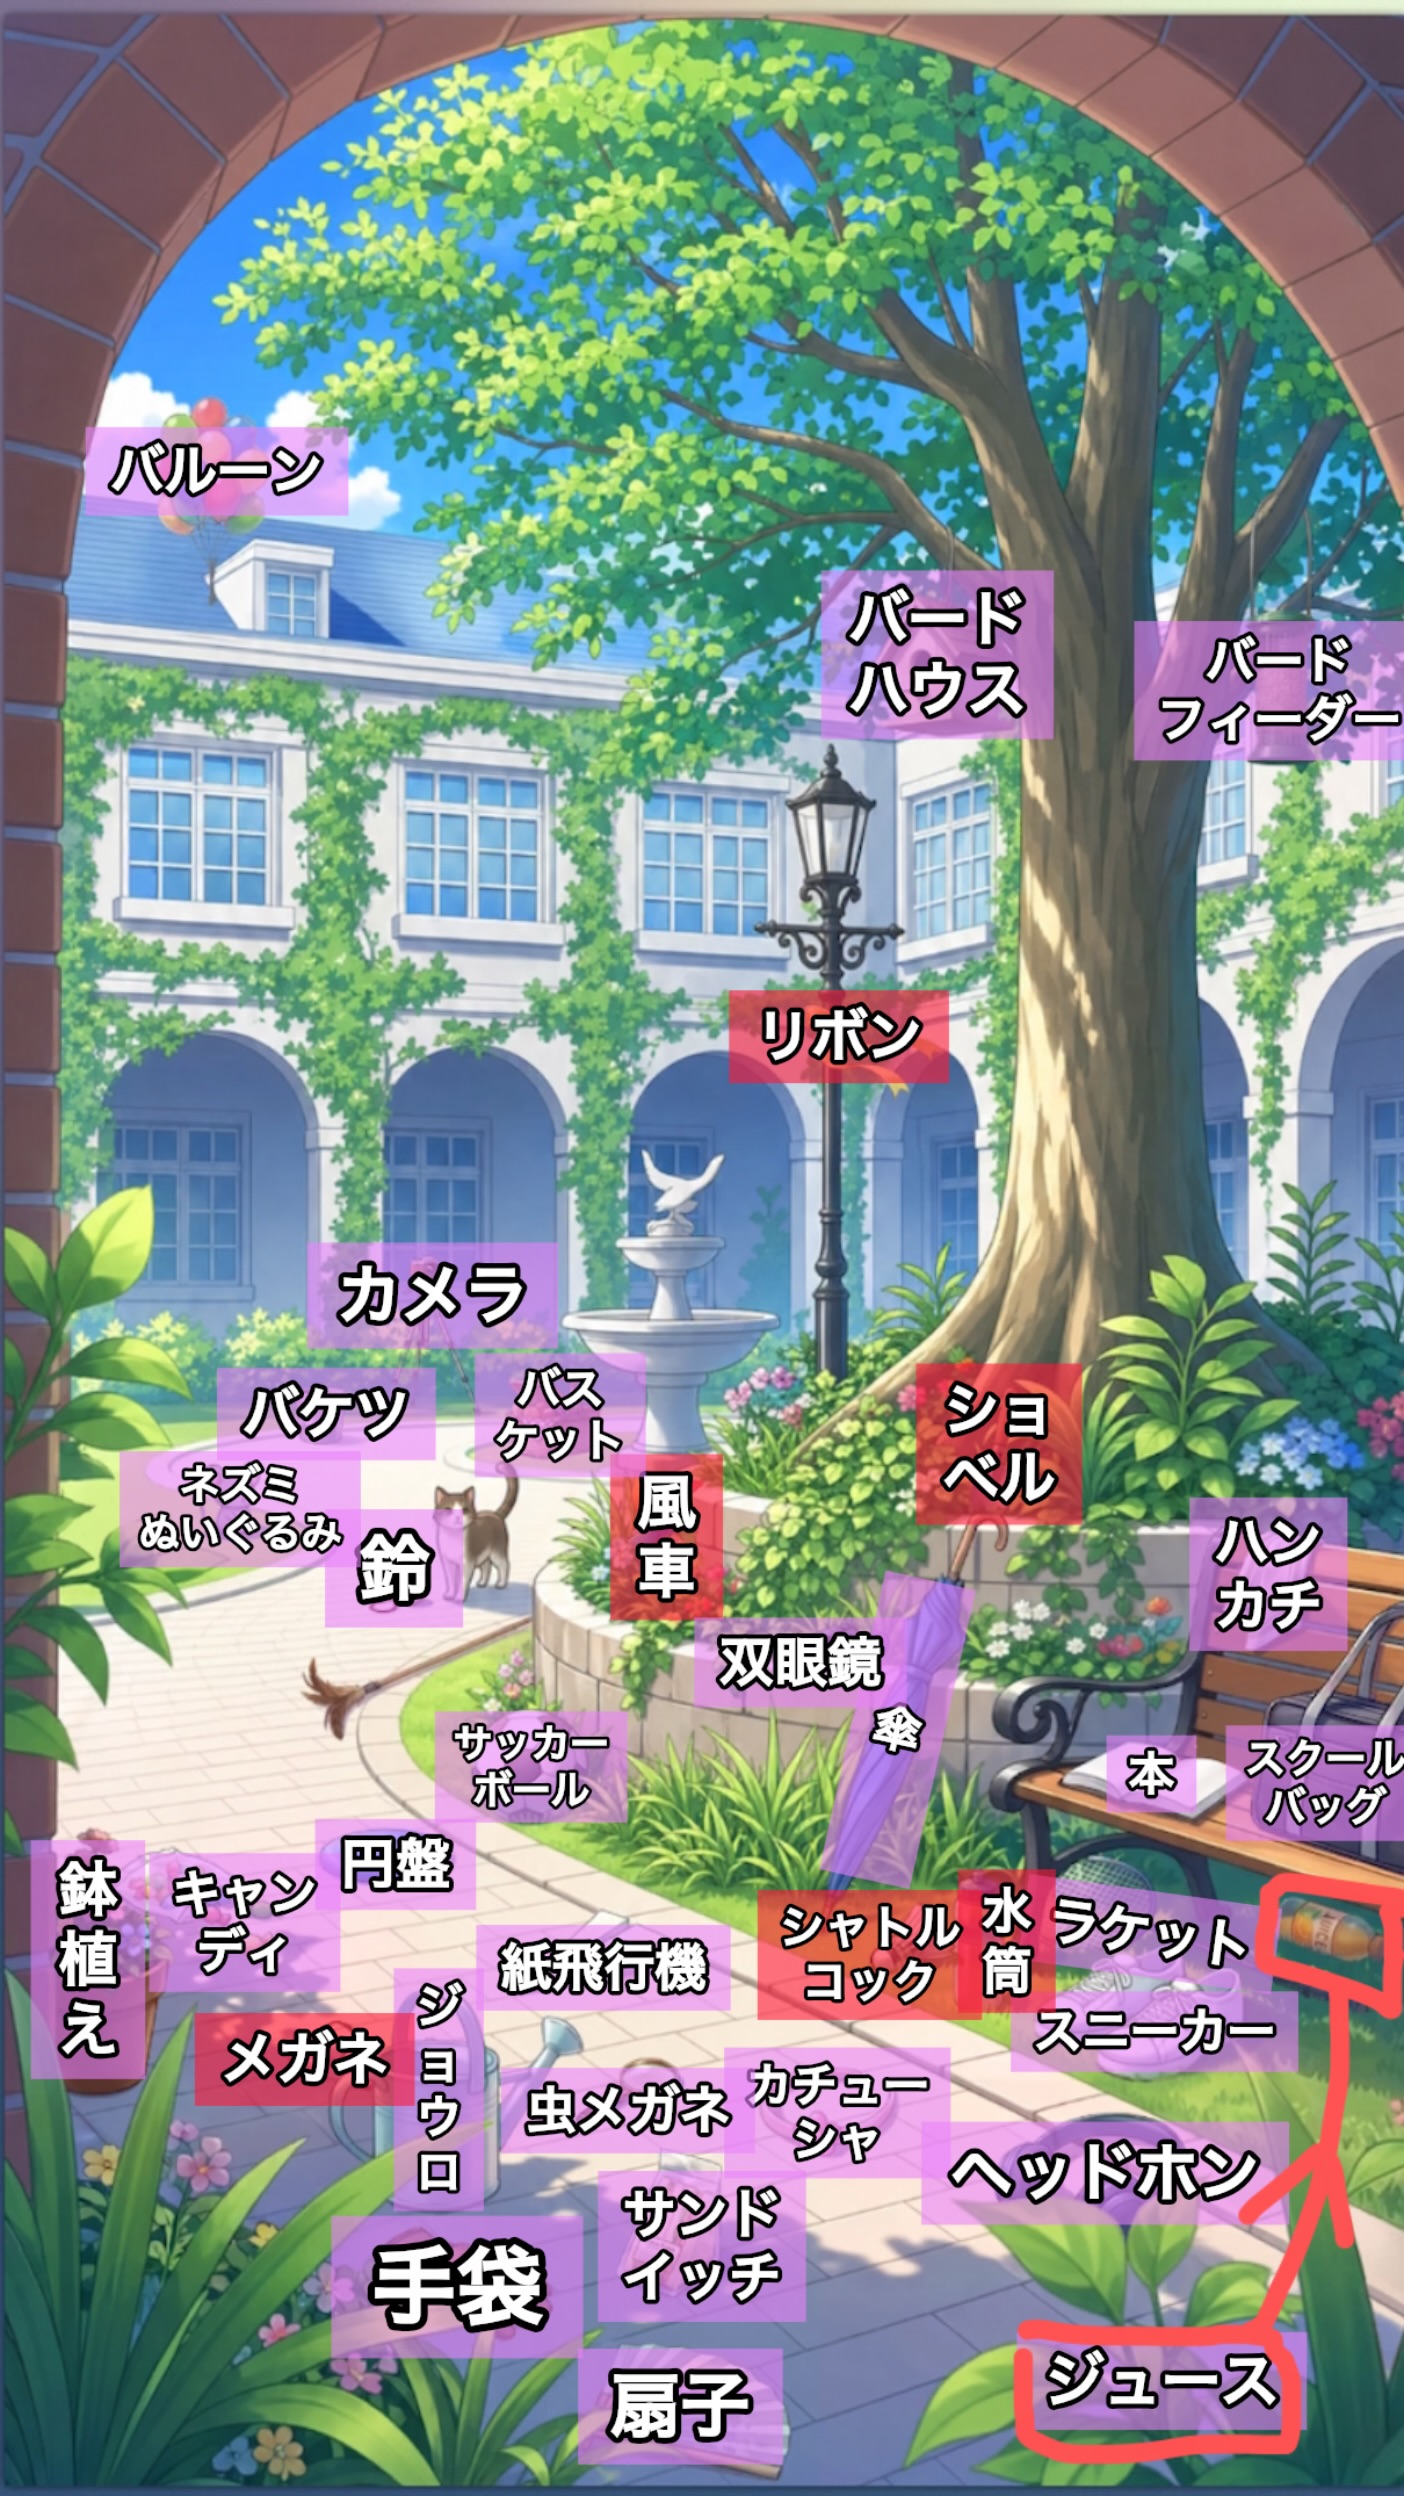 バルーン
バード
ハウス
バード
フィーダー
リボン
カメラ
バケツ
バス
ケット
ショ
ベル
ネズミ
ぬいぐるみ
鈴
風
車
ハン
カチ
双眼鏡
傘
サッカー
ボール
本
スクール
バッグ
円盤
鉢
植
え
キャン
ディ
紙飛行機
シャトル
コック
水
筒
ラケット
JUICE
スニーカー
メガネ
ジ
ョ
ウ
ロ
虫メガネ
カチュー
シャ
ヘッドホン
サンド
イッチ
手袋
扇子
ジュース